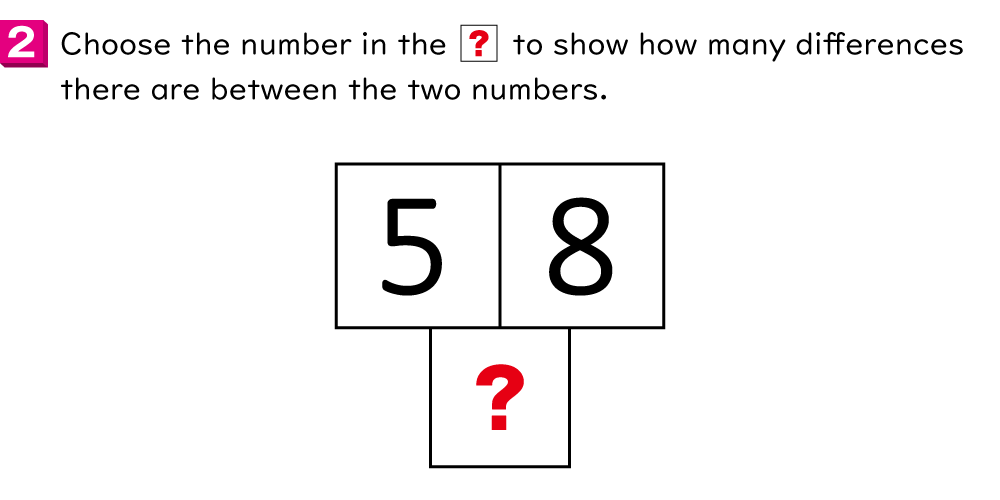 2 Choose the number in the ? to show how many differences
there are between the two numbers.
5 8
?